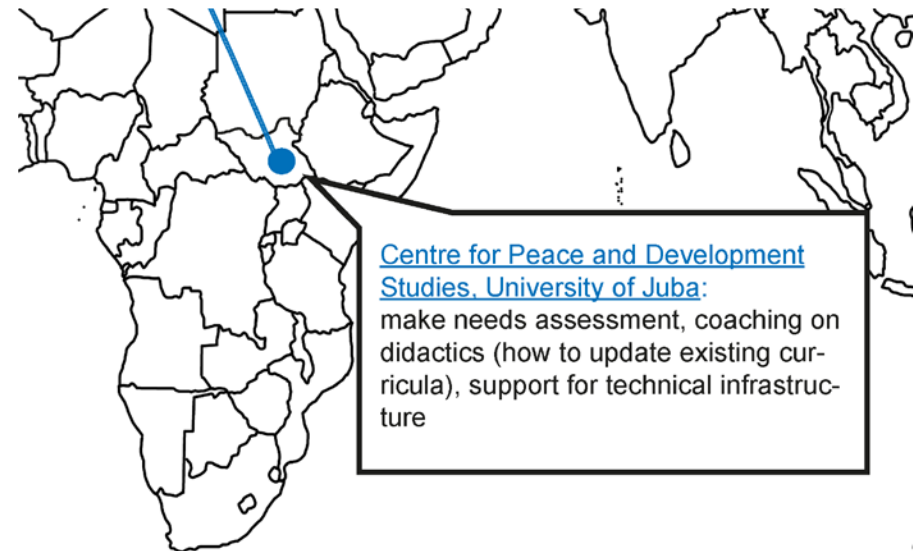 Centre for Peace and Development
Studies, University of Juba:
make needs assessment, coaching on
didactics (how to update existing cur-
ricula), support for technical infrastruc-
ture